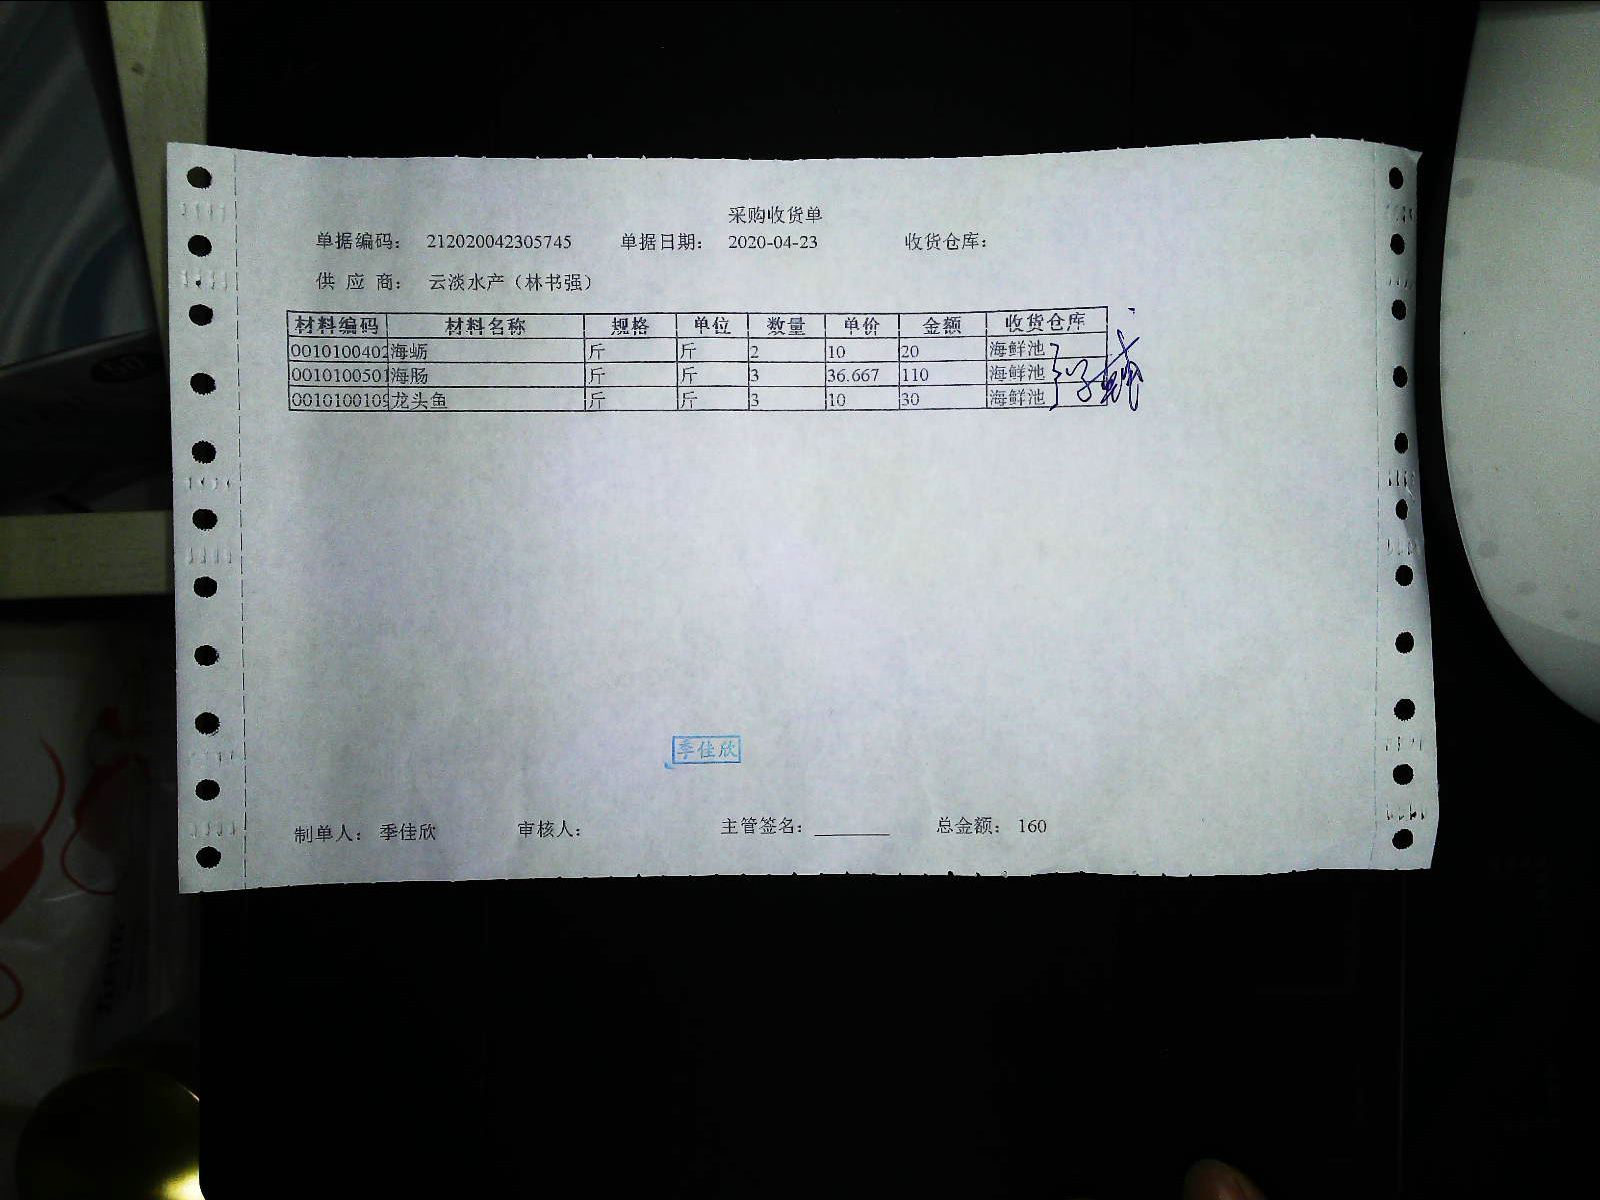 采购收货单
单据编码： 212020042305745 单据日期： 2020-04-23 收货仓库：
供 应 商： 云淡水产（林书强）
材料编码 材料名称 规格 单位 数量 单价 金额 收货仓库
0010100402 海蛎 斤 斤 2 10 20 海鲜池
0010100501 海肠 斤 斤 3 36.667 110 海鲜池
0010100109 龙头鱼 斤 斤 3 10 30 海鲜池
季佳欣
制单人： 季佳欣 审核人： 主管签名： 总金额： 160